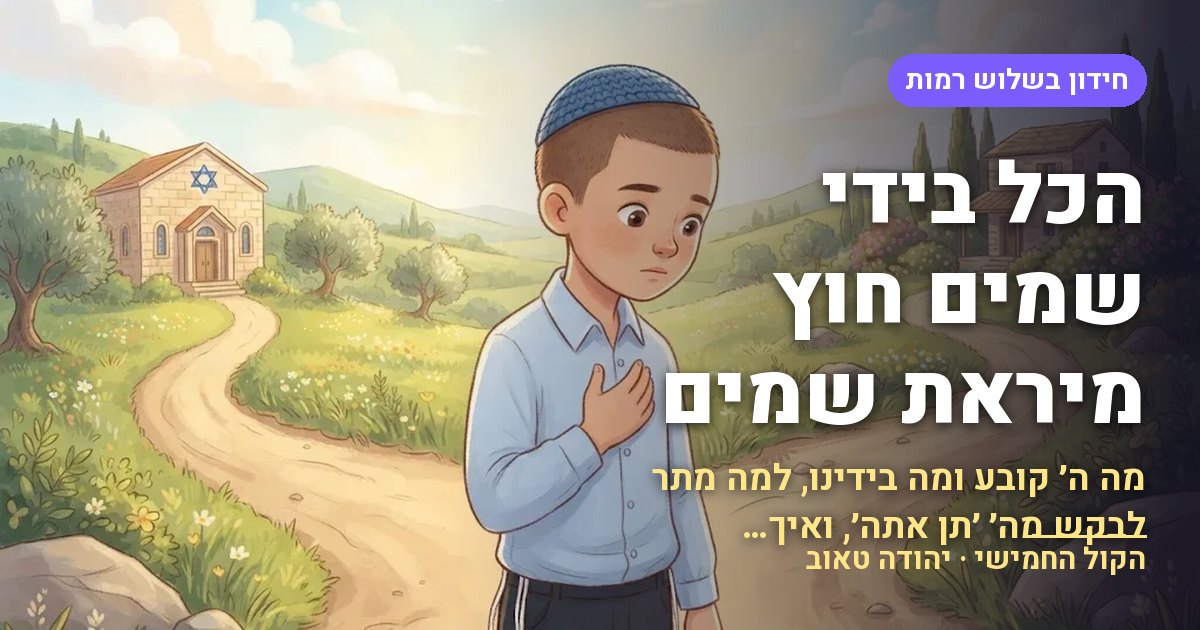 חידון בשלוש רמות
הכל בידי
שמים חוץ
מיראת שמים
מה ה׳ קובע ומה בידינו, למה מתר
לבקש מה׳ ׳תן אתה׳, ואיך...
הקול החמישי · יהודה טאוב